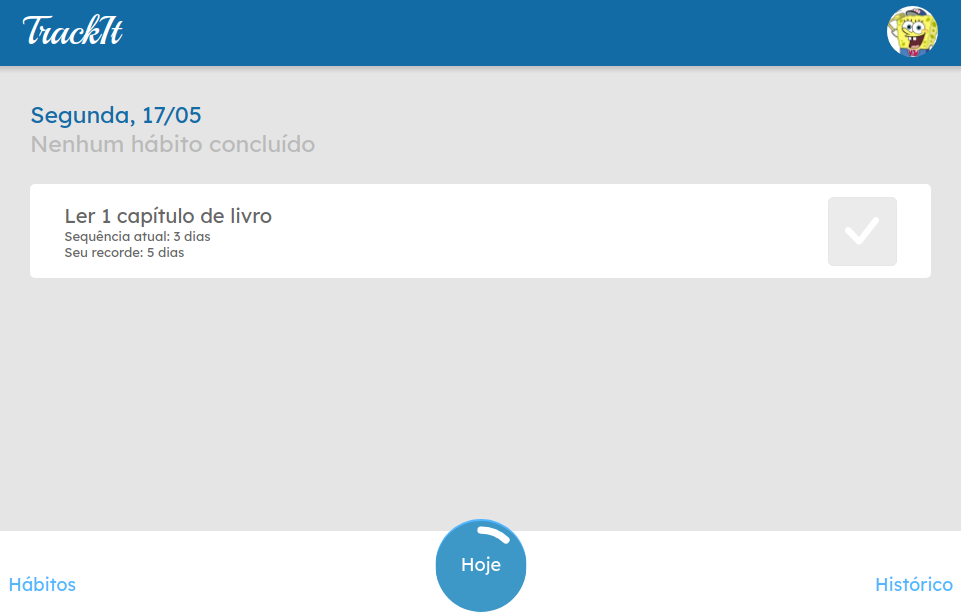 TrackIt
Segunda, 17/05
Nenhum hábito concluído
Ler 1 capítulo de livro
Sequência atual: 3 dias
Seu recorde: 5 dias
Hoje
Hábitos
Histórico